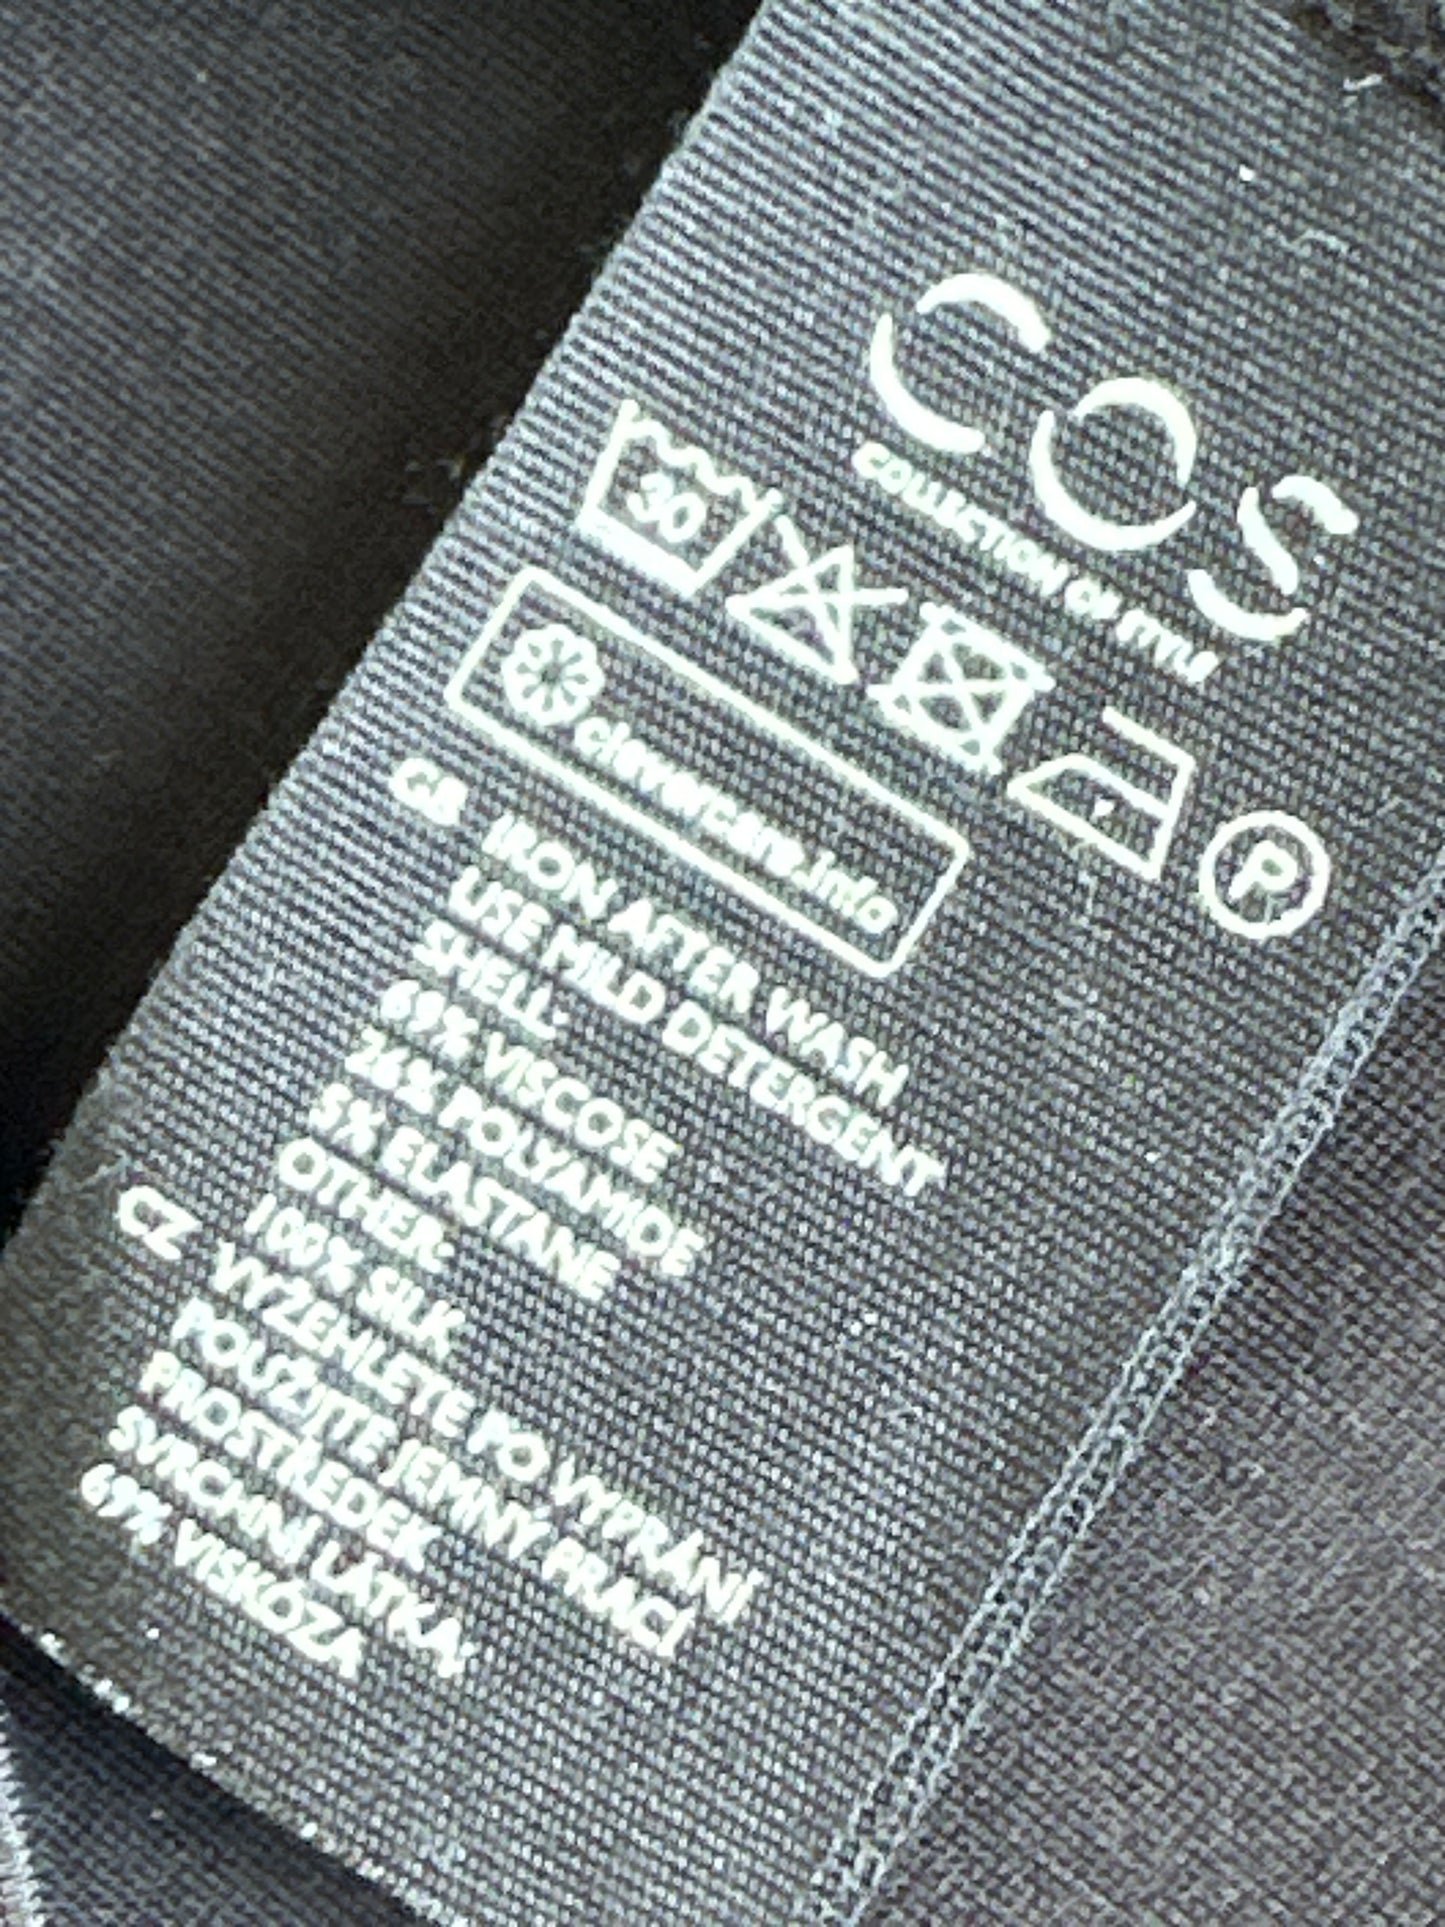 COS
COLLECTION OF STYLE
30
P
clevercare.info
GB IRON AFTER WASH
USE MILD DETERGENT
SHELL:
69% VISCOSE
26% POLYAMIDE
5% ELASTANE
OTHER:
100% SILK
CZ VYŽEHLETE PO VYPRÁNÍ
POUŽIJTE JEMNÝ PRACÍ
PROSTŘEDEK
SVRCHNÍ LÁTKA:
69% VISKÓZA